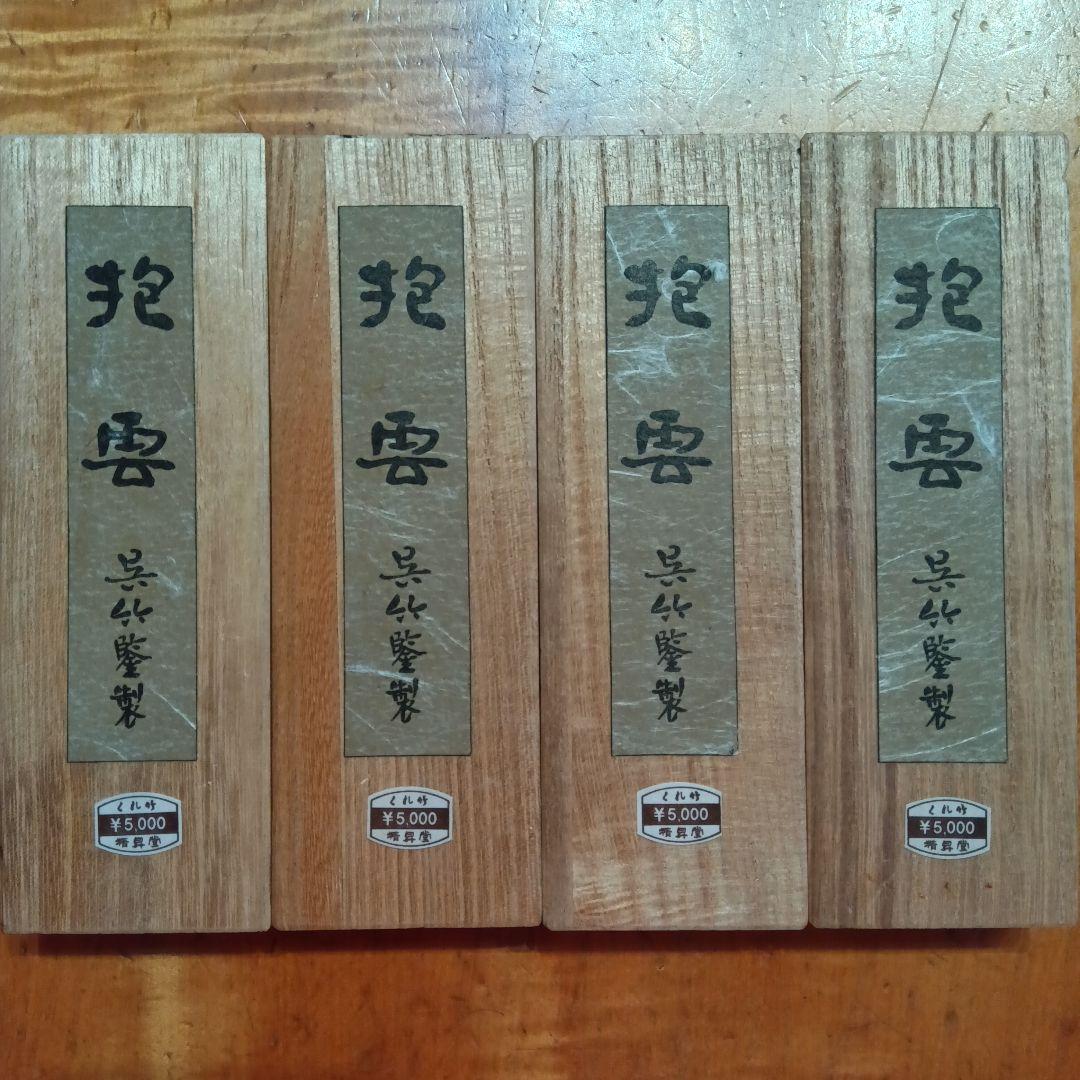 抱雲
呉竹鑒製
くれ竹
¥5,000
精昇堂
抱雲
呉竹鑒製
くれ竹
¥5,000
精昇堂
抱雲
呉竹鑒製
くれ竹
¥5,000
精昇堂
抱雲
呉竹鑒製
くれ竹
¥5,000
精昇堂